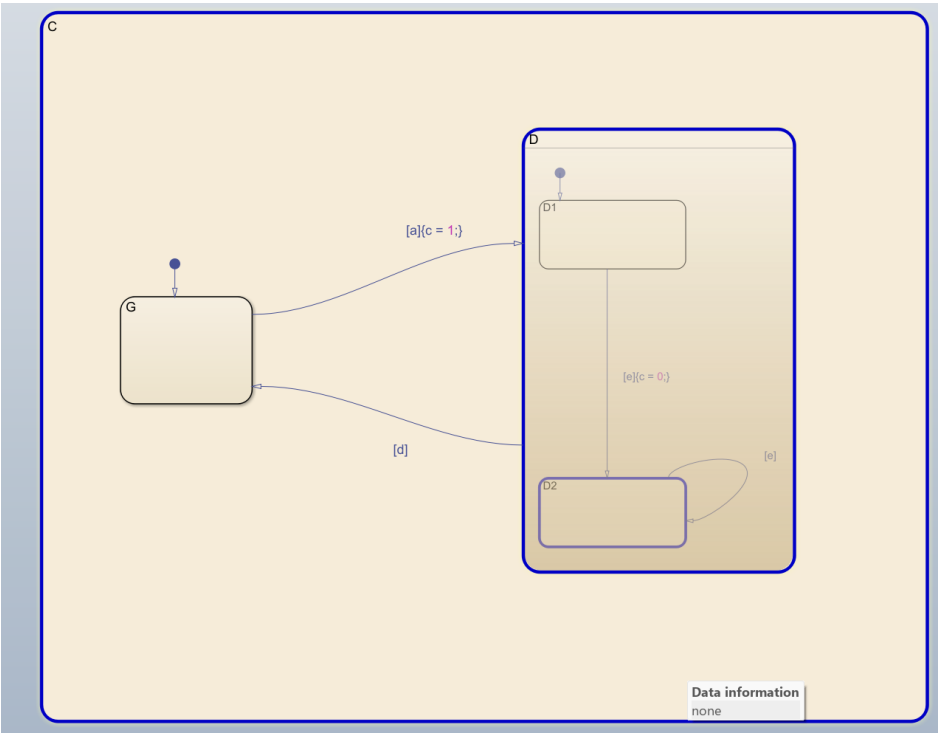 C
D
D1
[a]{c = 1;}
G
[e]{c = 0;}
[d]
[e]
D2
Data information
none